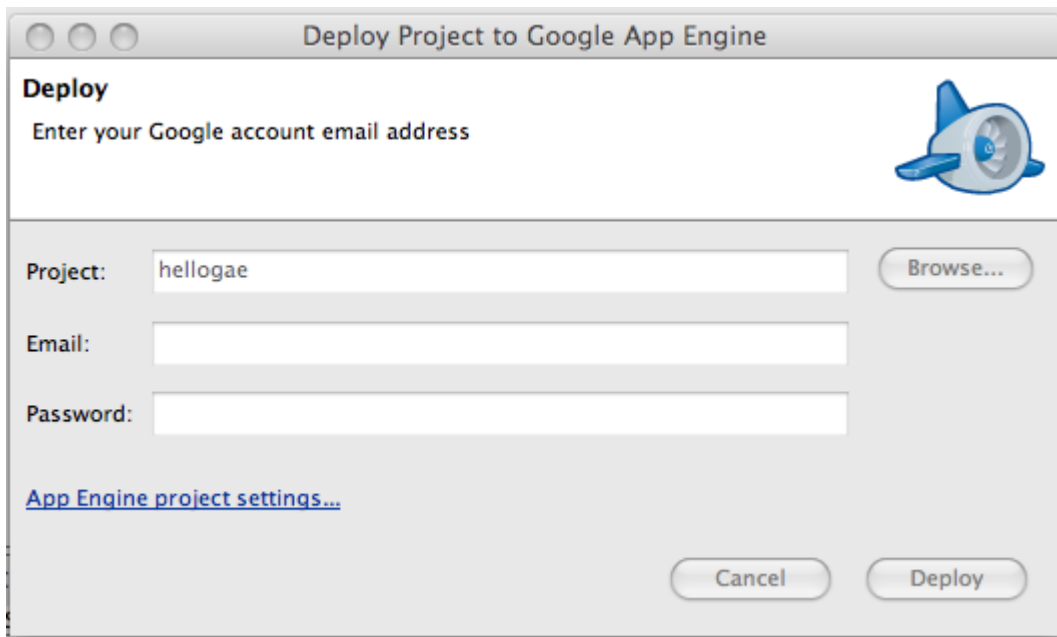 Deploy Project to Google App Engine
Deploy
Enter your Google account email address
Project: hellogae Browse...
Email:
Password:
App Engine project settings...
Cancel Deploy